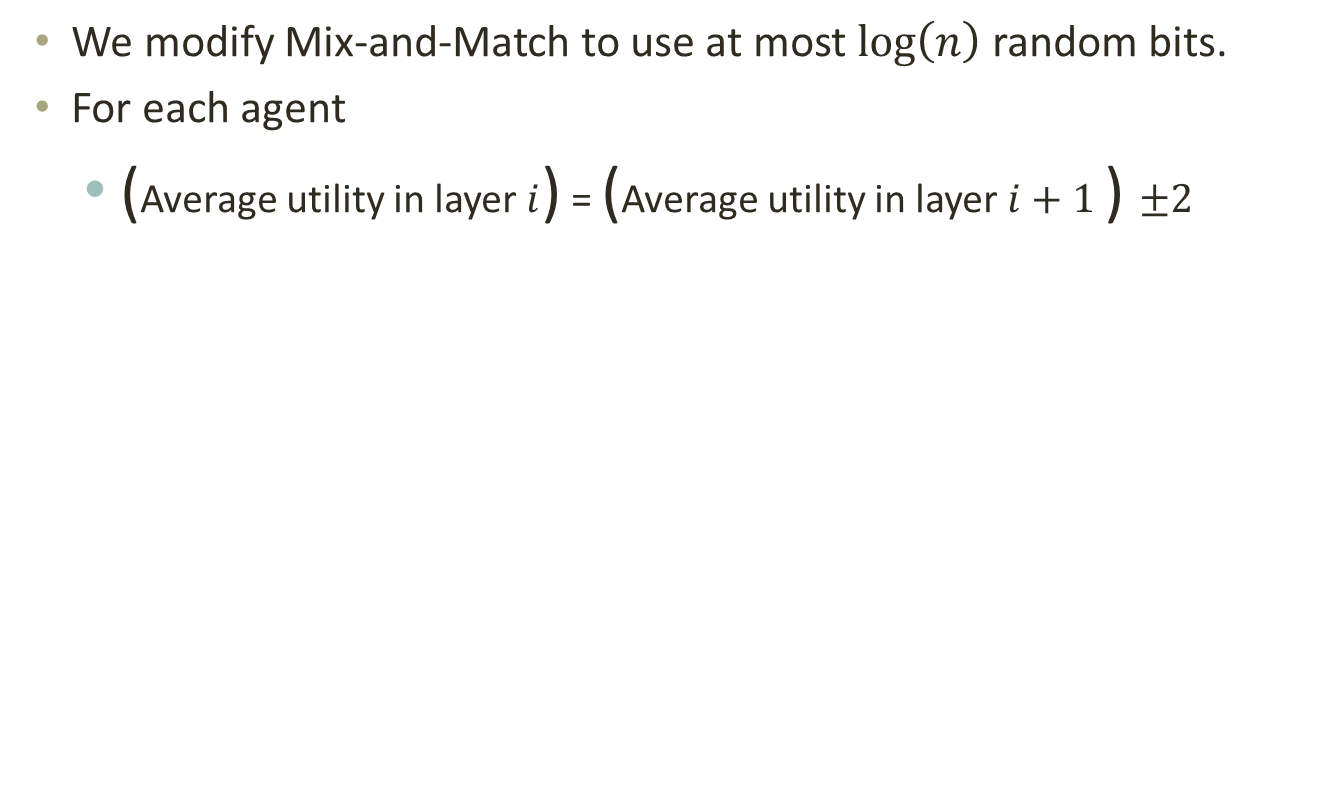 • We modify Mix-and-Match to use at most log(𝑛) random bits.
• For each agent
• (Average utility in layer 𝑖) = (Average utility in layer 𝑖 + 1 ) ±2